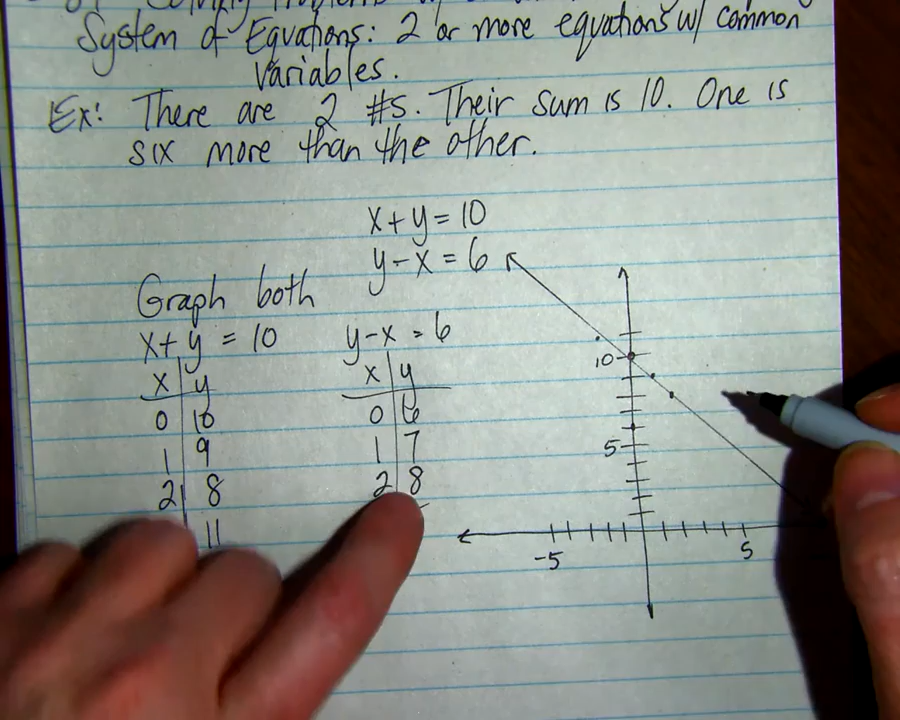 System of Equations: 2 or more equations w/ common
variables.
Ex: There are 2 #s. Their sum is 10. One is
six more than the other.
x+y=10
y-x=6
Graph both
x+y = 10 y-x = 6
x y x y
0 10 0 6
1 9 1 7
2 8 2 8
11
10
5
-5 5